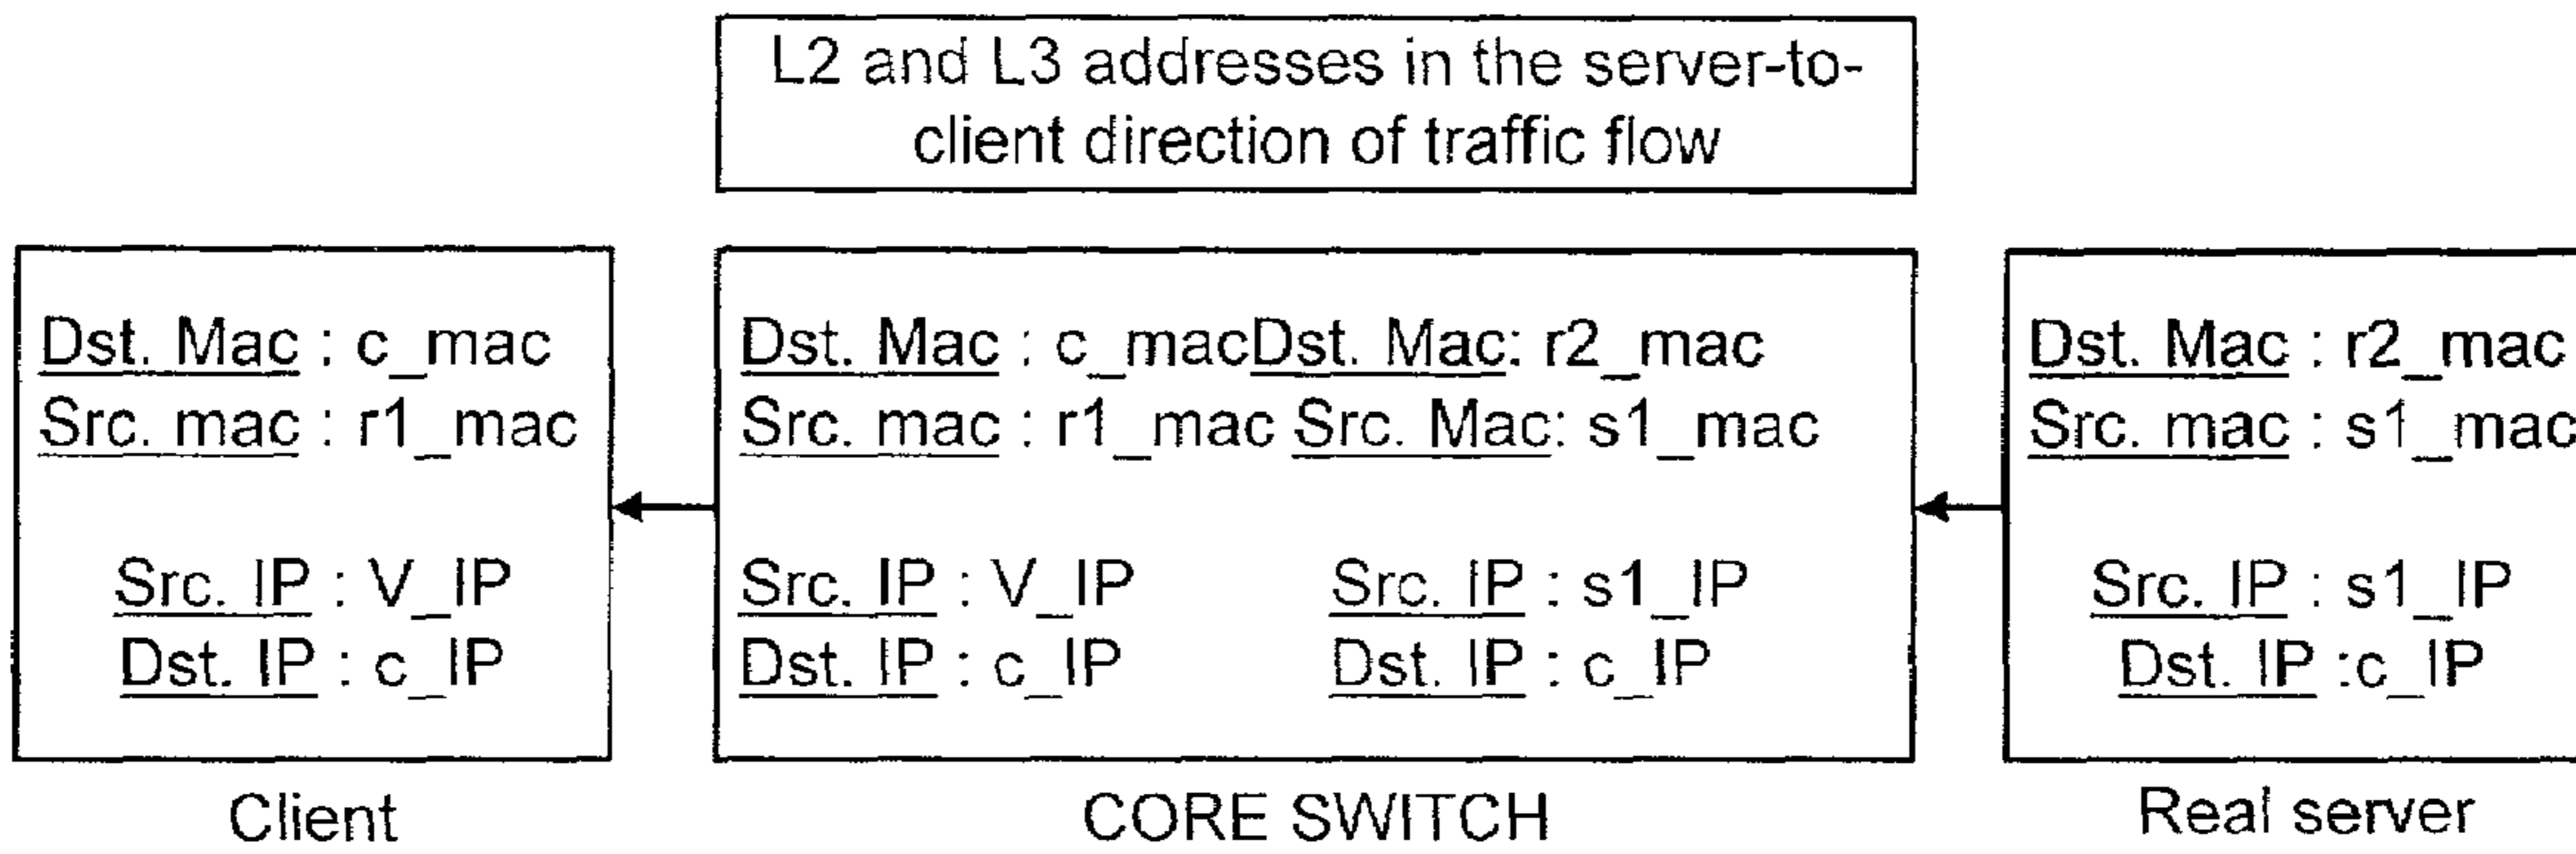 L2 and L3 addresses in the server-to-
client direction of traffic flow
Dst. Mac : c_mac
Src. mac : r1_mac
Src. IP : V_IP
Dst. IP : c_IP
Client
Dst. Mac : c_macDst. Mac: r2_mac
Src. mac : r1_mac Src. Mac: s1_mac
Src. IP : V_IP Src. IP : s1_IP
Dst. IP : c_IP Dst. IP : c_IP
CORE SWITCH
Dst. Mac : r2_mac
Src. mac : s1_mac
Src. IP : s1_IP
Dst. IP :c_IP
Real server